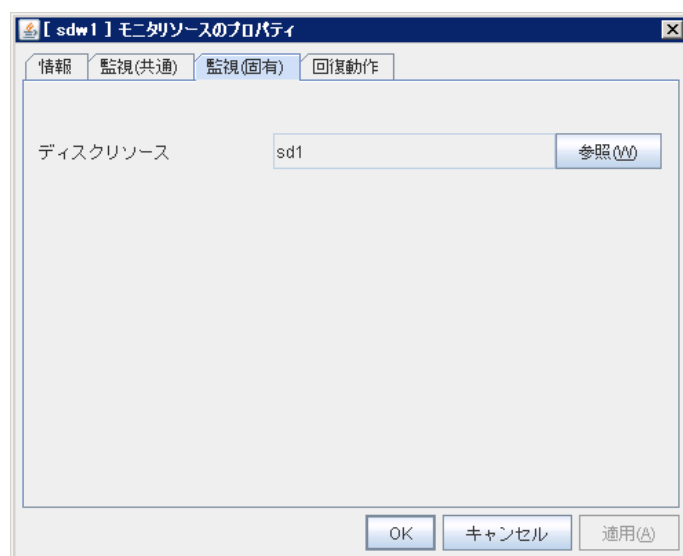 [ sdw1 ] モニタリソースのプロパティ
情報 監視(共通) 監視(固有) 回復動作
ディスクリソース sd1 参照(W)
OK キャンセル 適用(A)